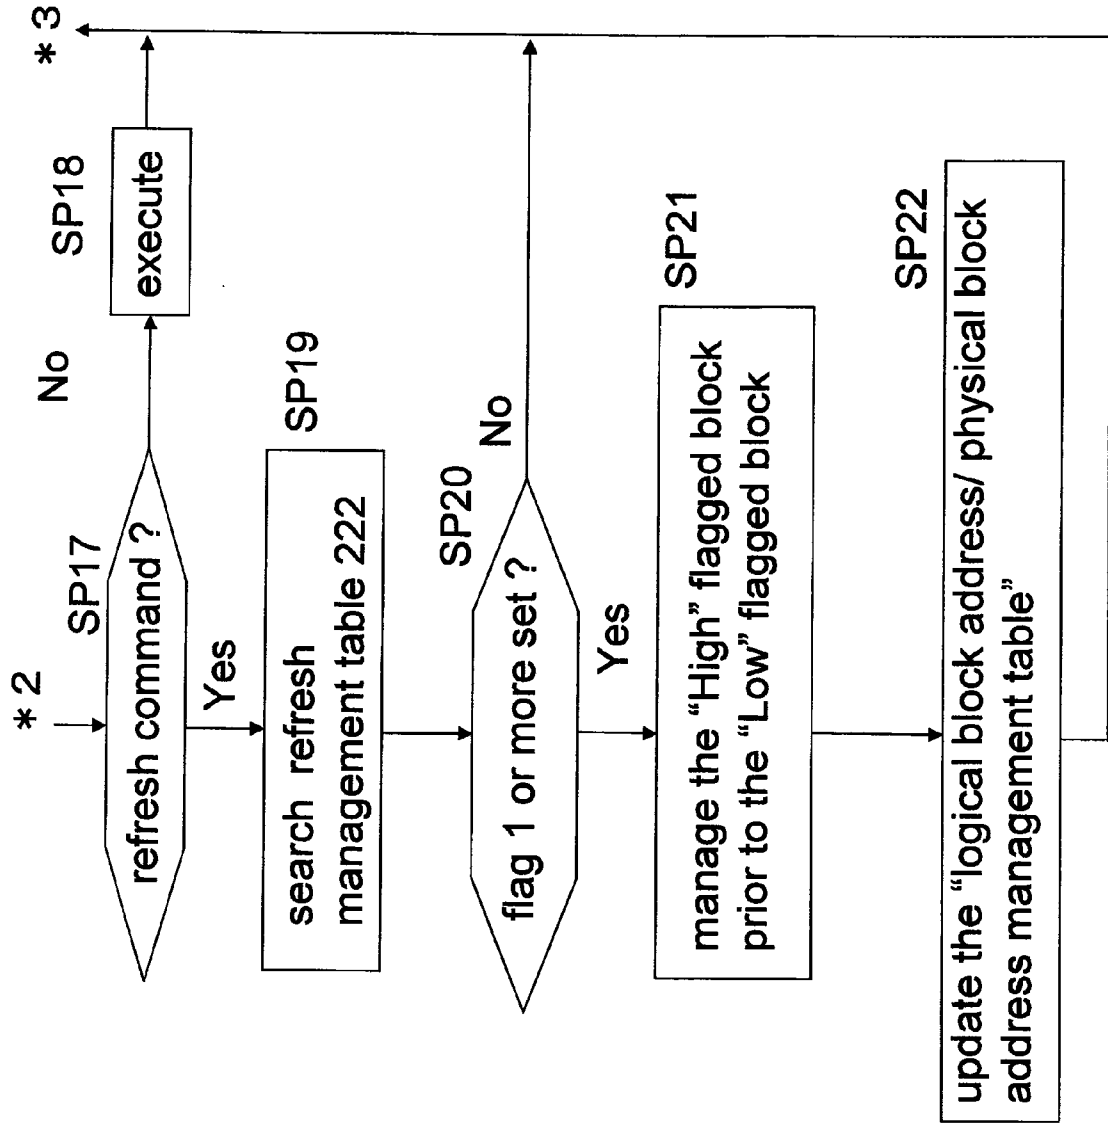 * 2
* 3
SP17
refresh command ?
No
SP18
execute
Yes
SP19
search refresh
management table 222
SP20
flag 1 or more set ?
No
Yes
SP21
manage the “High” flagged block
prior to the “Low” flagged block
SP22
update the “logical block address/ physical block
address management table”